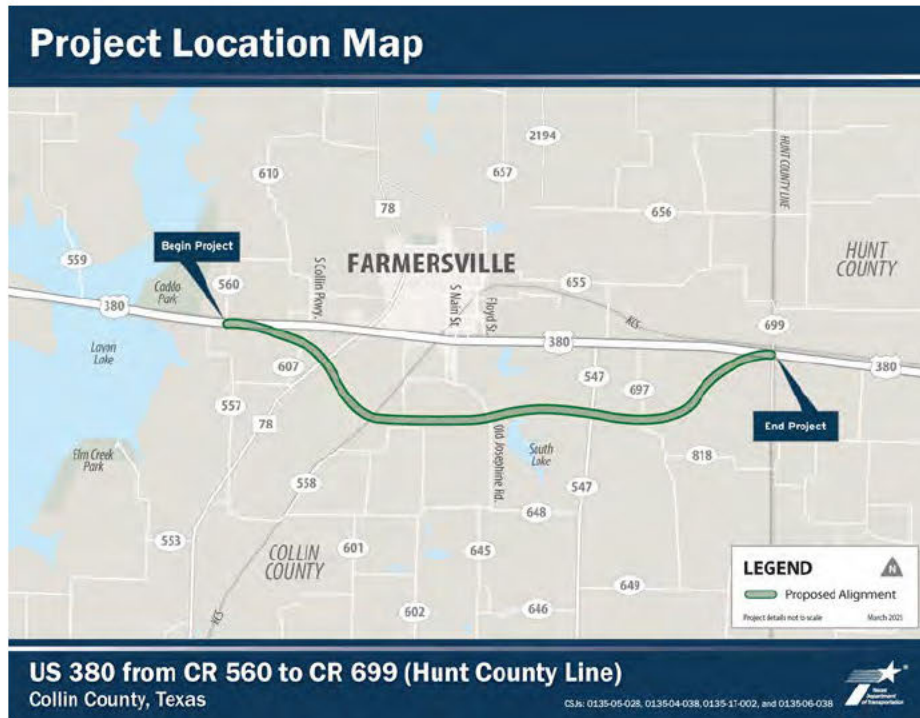 Project Location Map
2194
610
657
78
656
HUNT COUNTY LINE
Begin Project
HUNT
COUNTY
559
Caddo
Park
560
S Collin Pkwy.
FARMERSVILLE
S Main St.
Floyd St.
655
KCS
699
380
380
380
Lavon
Lake
607
547
697
557
78
End Project
Elm Creek
Park
Old Josephine Rd.
South
Lake
818
558
547
648
553
COLLIN
COUNTY
601
645
649
KCS
602
646
LEGEND
N
Proposed Alignment
Project details not to scale
March 2021
US 380 from CR 560 to CR 699 (Hunt County Line)
Collin County, Texas
CSJs: 0135-05-028, 0135-04-038, 0135-17-002, and 0135-06-038
Texas
Department
of Transportation